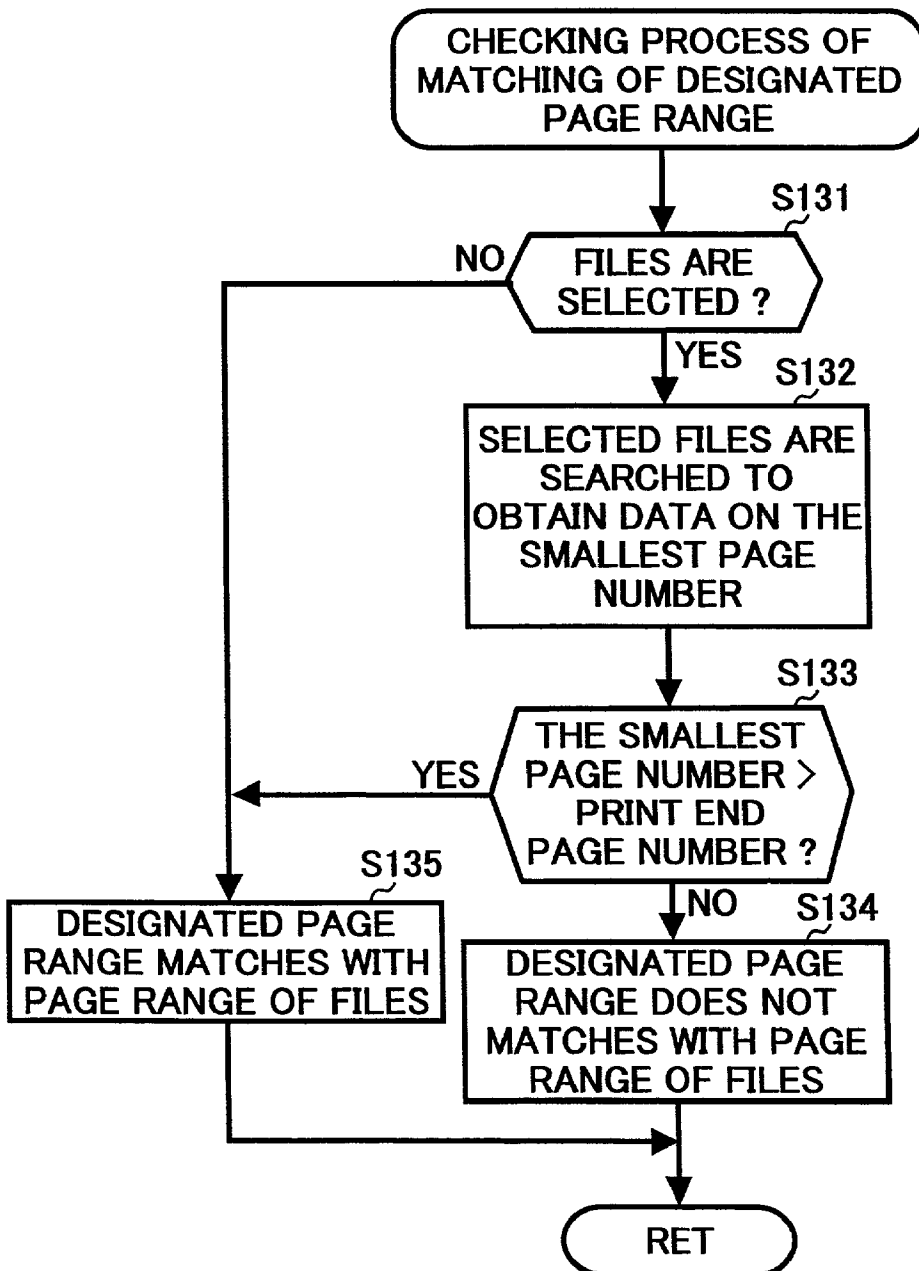 CHECKING PROCESS OF
MATCHING OF DESIGNATED
PAGE RANGE
S131
NO
FILES ARE
SELECTED ?
YES
S132
SELECTED FILES ARE
SEARCHED TO
OBTAIN DATA ON THE
SMALLEST PAGE
NUMBER
S133
THE SMALLEST
PAGE NUMBER >
PRINT END
PAGE NUMBER ?
YES
NO
S135
DESIGNATED PAGE
RANGE MATCHES WITH
PAGE RANGE OF FILES
S134
DESIGNATED PAGE
RANGE DOES NOT
MATCHES WITH PAGE
RANGE OF FILES
RET